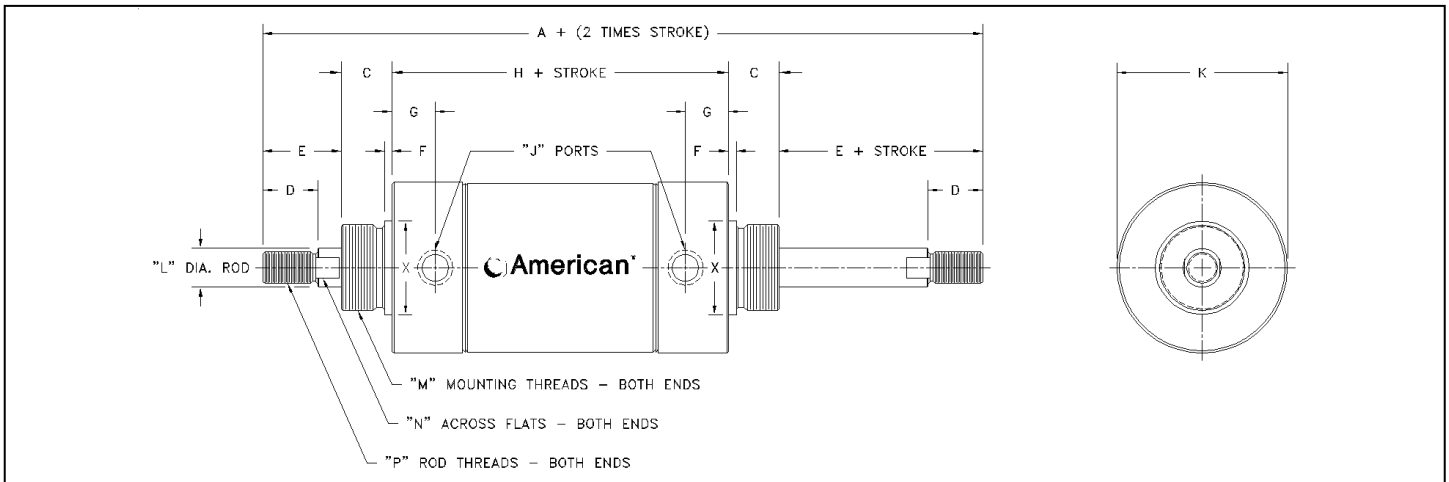 A + (2 TIMES STROKE)
C H + STROKE C K
G G
E F "J" PORTS F E + STROKE
D D
"L" DIA. ROD X American X
"M" MOUNTING THREADS – BOTH ENDS
"N" ACROSS FLATS – BOTH ENDS
"P" ROD THREADS – BOTH ENDS